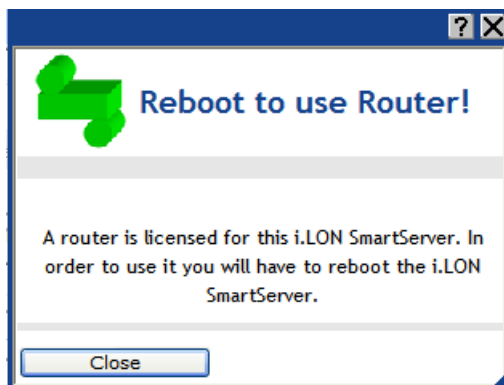 Reboot to use Router!
A router is licensed for this i.LON SmartServer. In
order to use it you will have to reboot the i.LON
SmartServer.
Close